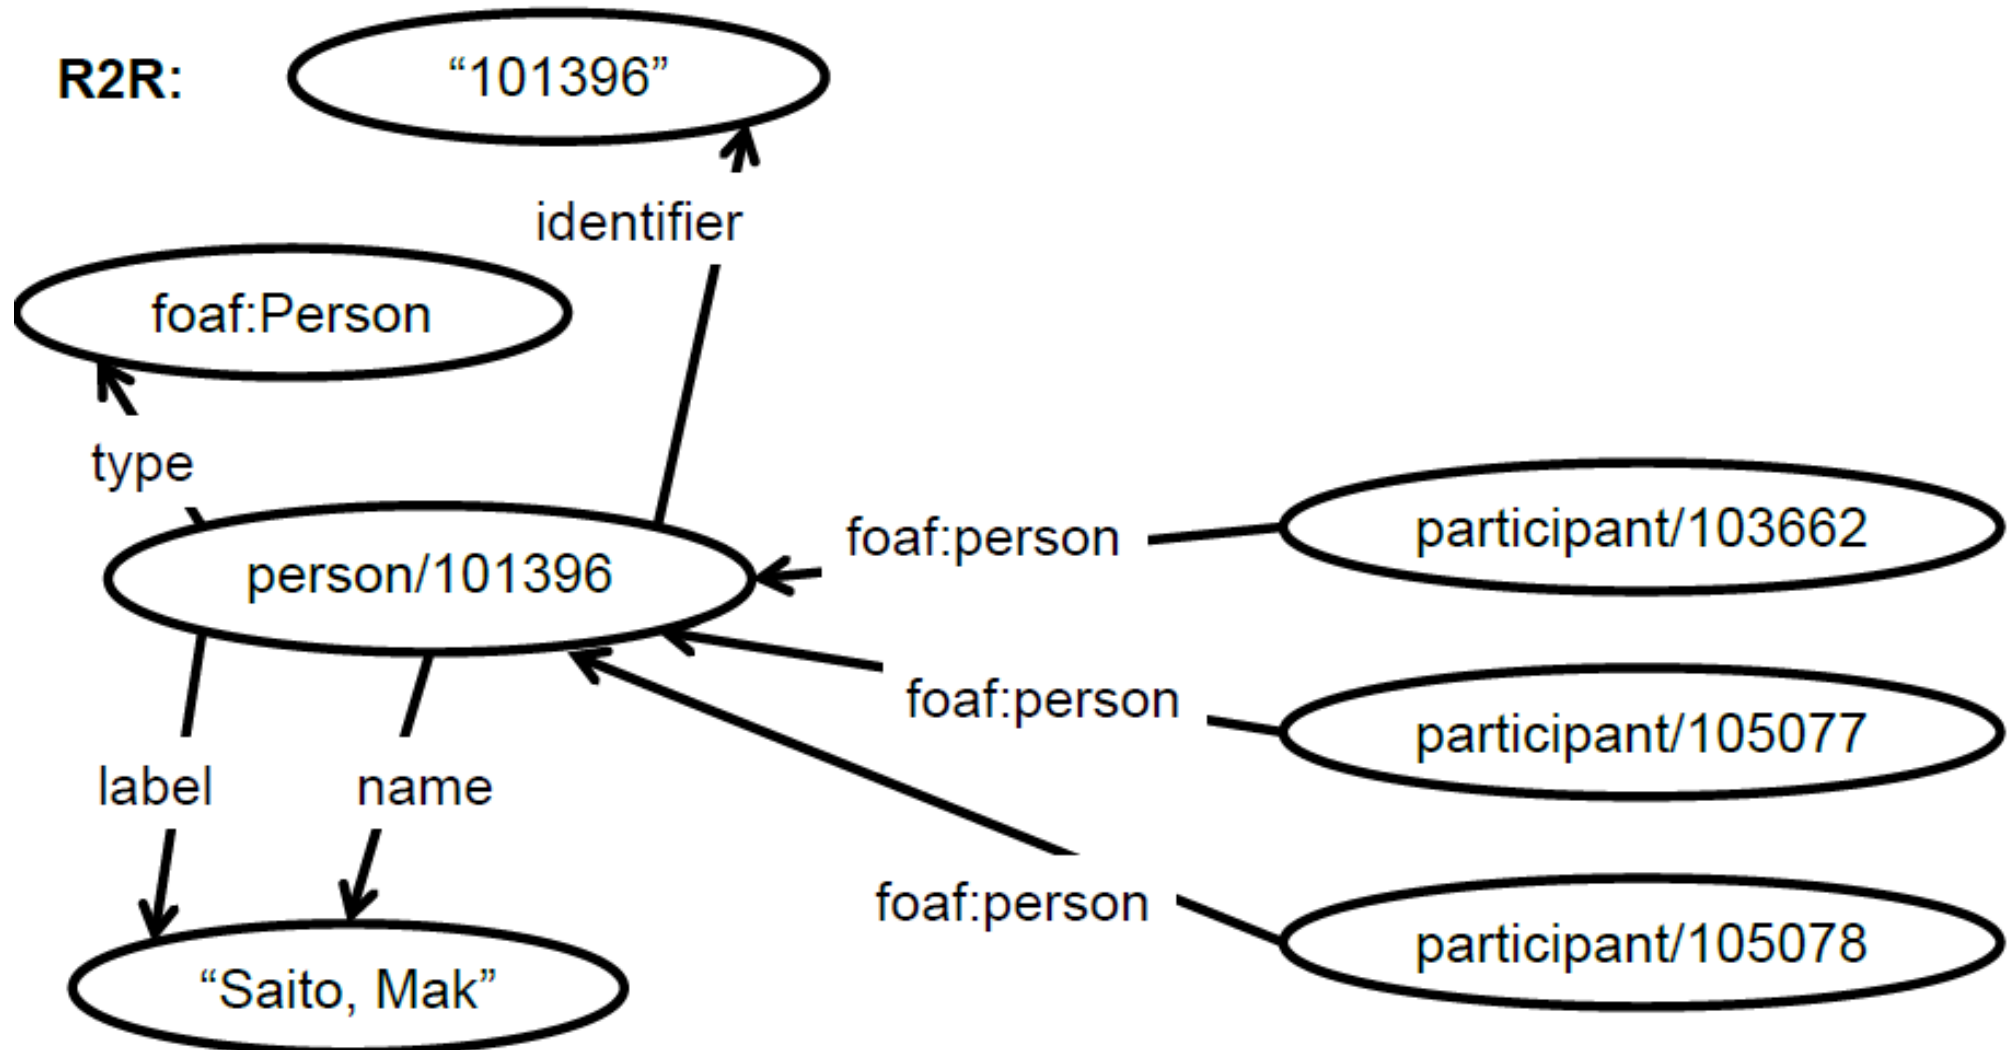 R2R:
“101396”
identifier
foaf:Person
type
person/101396
foaf:person
participant/103662
foaf:person
participant/105077
label
name
foaf:person
participant/105078
“Saito, Mak”